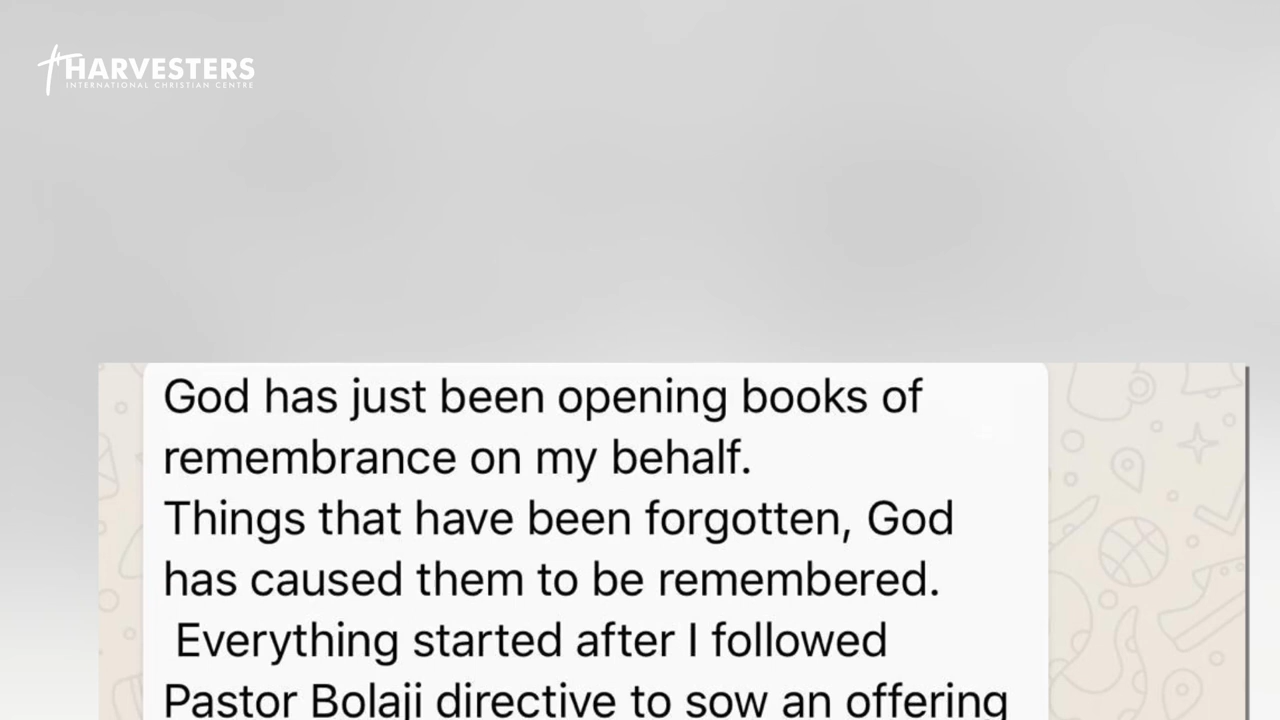 HARVESTERS
INTERNATIONAL CHRISTIAN CENTRE
God has just been opening books of
remembrance on my behalf.
Things that have been forgotten, God
has caused them to be remembered.
Everything started after I followed
Pastor Bolaji directive to sow an offering